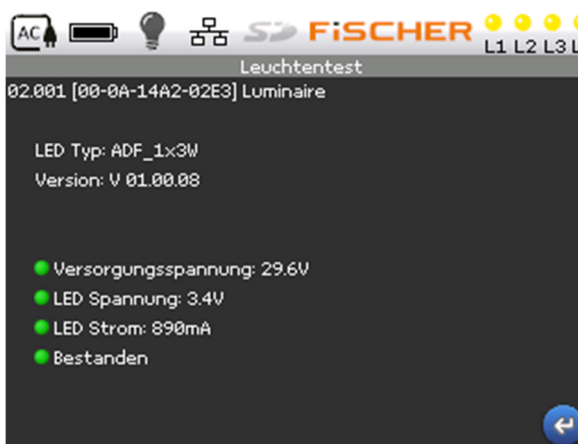 AC SD FiSCHER L1 L2 L3 L
Leuchtentest
02.001 [00-0A-14A2-02E3] Luminaire
LED Typ: ADF_1x3W
Version: V 01.00.08
Versorgungsspannung: 29.6V
LED Spannung: 3.4V
LED Strom: 890mA
Bestanden